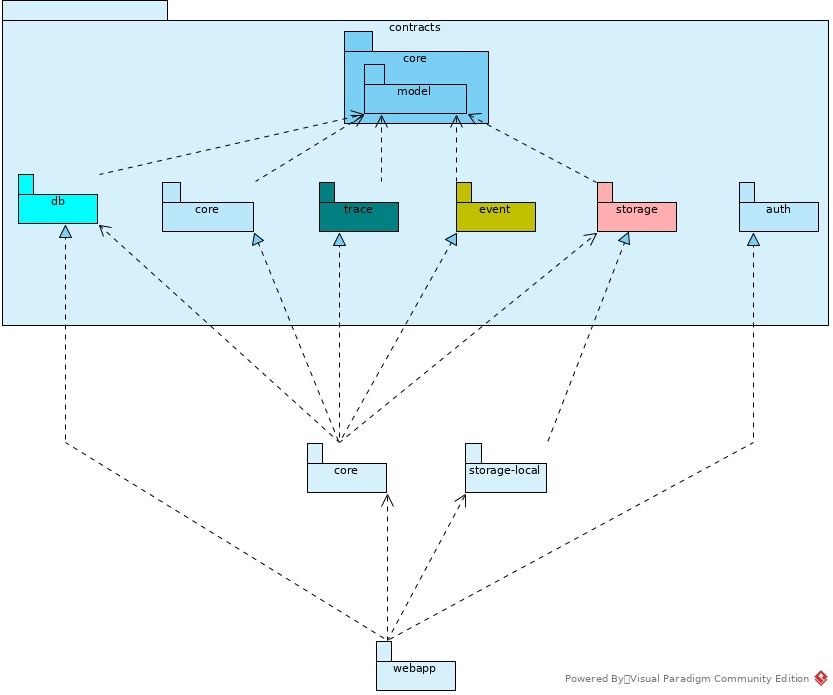 contracts
core
model
db
core
trace
event
storage
auth
core
storage-local
webapp
Powered By Visual Paradigm Community Edition